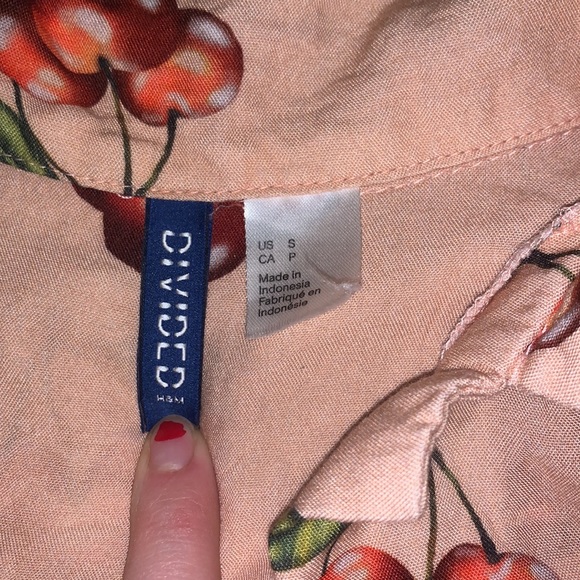 DIVIDED
H&M
US S
CA P
Made in
Indonesia
Fabriqué en
Indonésie